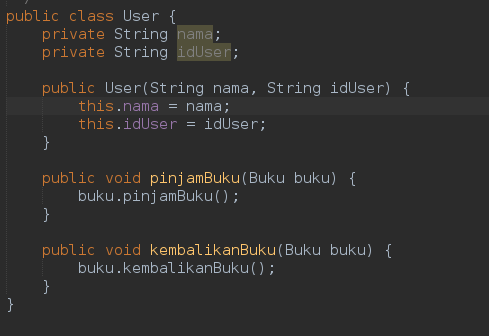 public class User {
    private String nama;
    private String idUser;

    public User(String nama, String idUser) {
        this.nama = nama;
        this.idUser = idUser;
    }

    public void pinjamBuku(Buku buku) {
        buku.pinjamBuku();
    }

    public void kembalikanBuku(Buku buku) {
        buku.kembalikanBuku();
    }
}